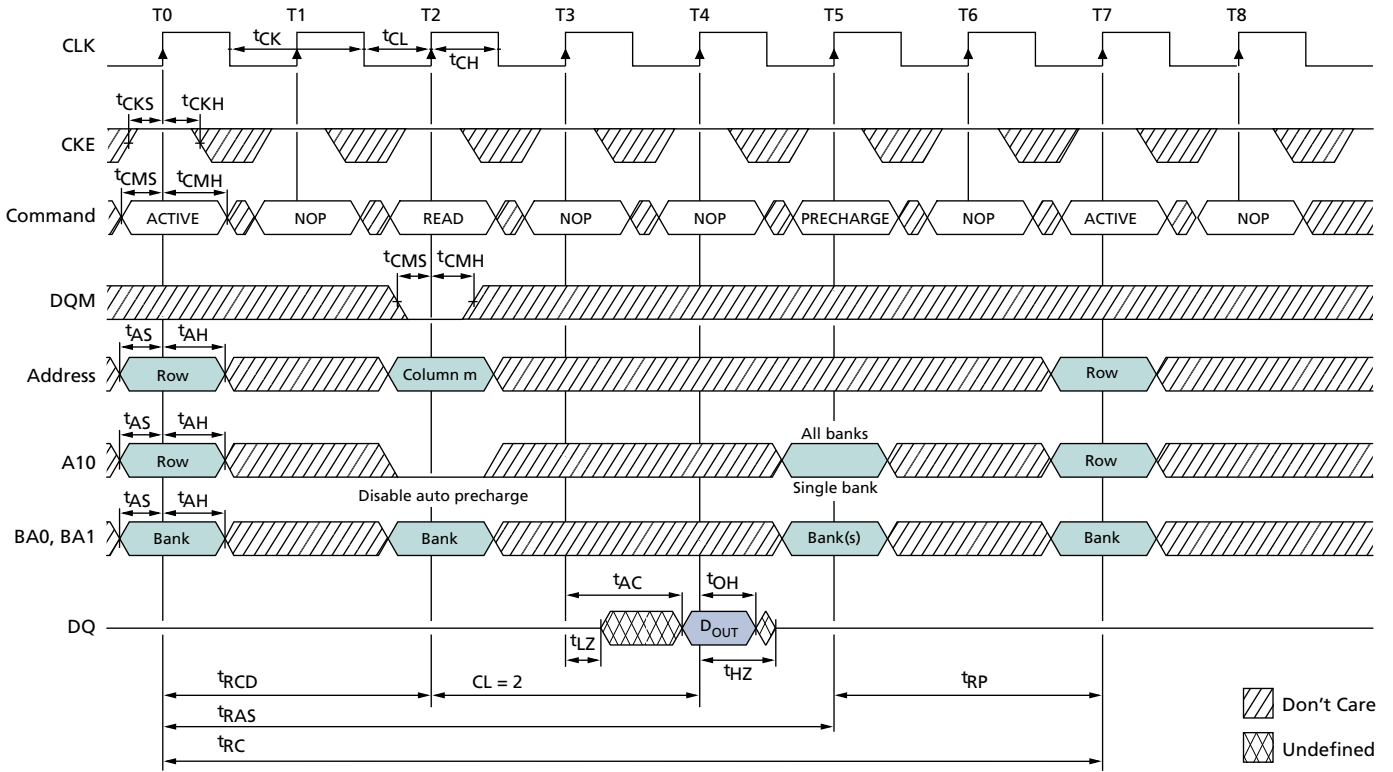 T0 T1 T2 T3 T4 T5 T6 T7 T8
CLK
tCK tCL
tCH
tCKS tCKH
CKE
tCMS tCMH
Command ACTIVE NOP READ NOP NOP PRECHARGE NOP ACTIVE NOP
tCMS tCMH
DQM
tAS tAH
Address Row Column m Row
tAS tAH
All banks
A10 Row Row
Disable auto precharge
Single bank
tAS tAH
BA0, BA1 Bank Bank Bank(s) Bank
tAC tOH
DQ DOUT
tLZ
tHZ
tRCD CL = 2 tRP
tRAS
tRC
Don't Care
Undefined